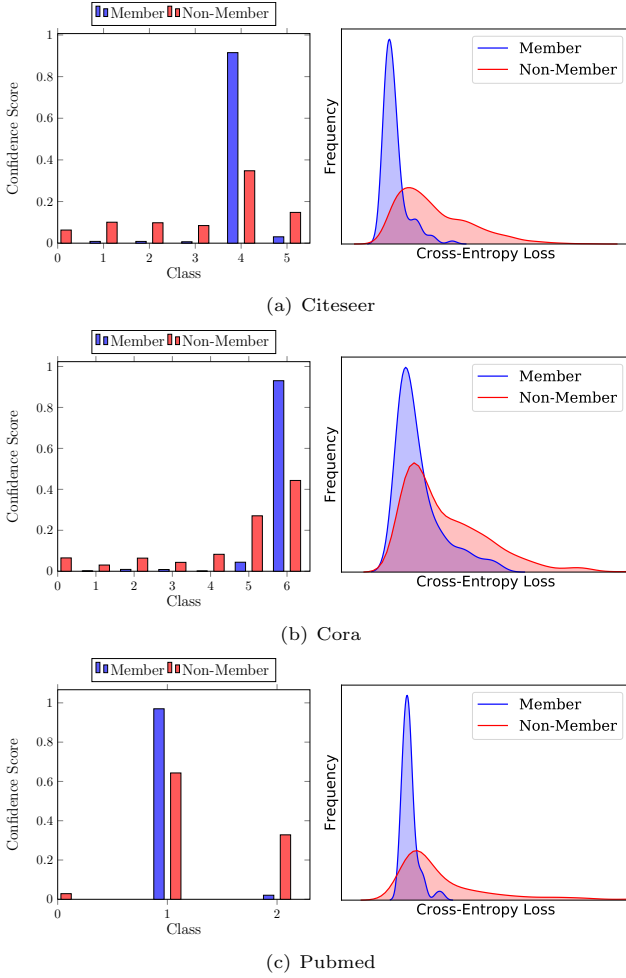 Member Non-Member
Confidence Score
1
0.8
0.6
0.4
0.2
0
0 1 2 3 4 5
Class
Frequency
Member
Non-Member
Cross-Entropy Loss
(a) Citeseer
Member Non-Member
Confidence Score
1
0.8
0.6
0.4
0.2
0
0 1 2 3 4 5 6
Class
Frequency
Member
Non-Member
Cross-Entropy Loss
(b) Cora
Member Non-Member
Confidence Score
1
0.8
0.6
0.4
0.2
0
0 1 2
Class
Frequency
Member
Non-Member
Cross-Entropy Loss
(c) Pubmed